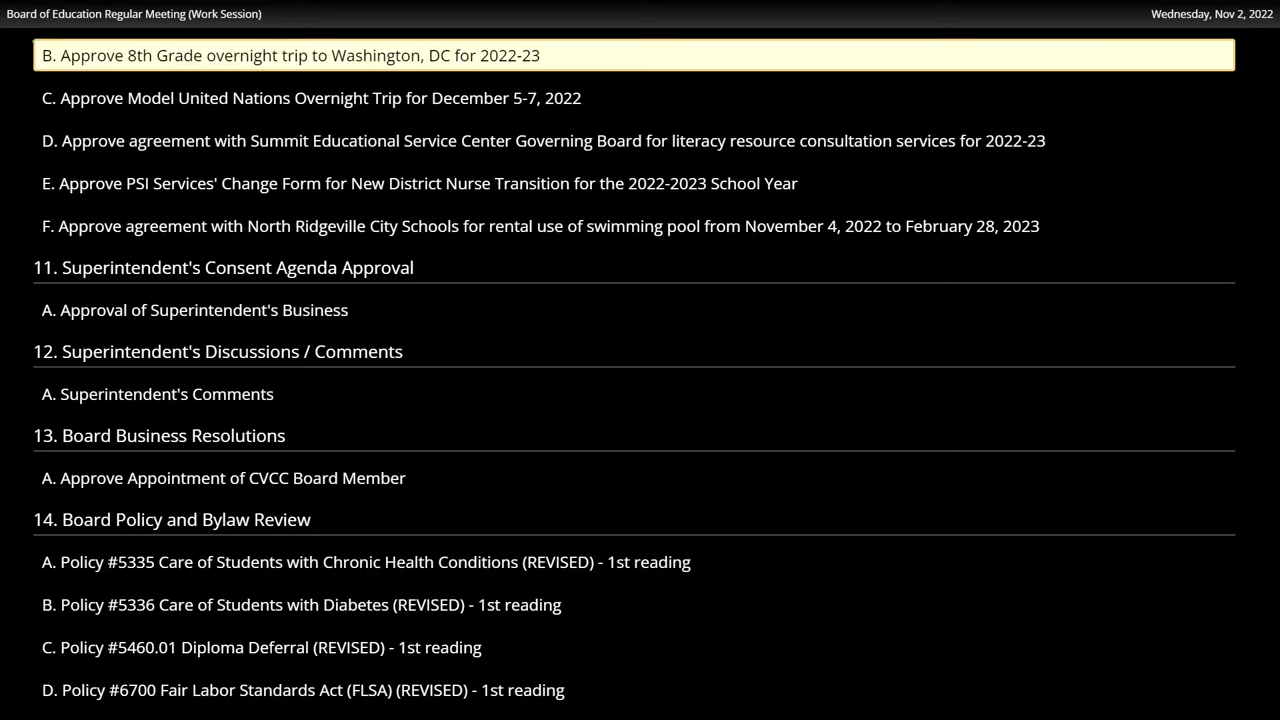 Board of Education Regular Meeting (Work Session)
Wednesday, Nov 2, 2022
B. Approve 8th Grade overnight trip to Washington, DC for 2022-23
C. Approve Model United Nations Overnight Trip for December 5-7, 2022
D. Approve agreement with Summit Educational Service Center Governing Board for literacy resource consultation services for 2022-23
E. Approve PSI Services' Change Form for New District Nurse Transition for the 2022-2023 School Year
F. Approve agreement with North Ridgeville City Schools for rental use of swimming pool from November 4, 2022 to February 28, 2023
11. Superintendent's Consent Agenda Approval
A. Approval of Superintendent's Business
12. Superintendent's Discussions / Comments
A. Superintendent's Comments
13. Board Business Resolutions
A. Approve Appointment of CVCC Board Member
14. Board Policy and Bylaw Review
A. Policy #5335 Care of Students with Chronic Health Conditions (REVISED) - 1st reading
B. Policy #5336 Care of Students with Diabetes (REVISED) - 1st reading
C. Policy #5460.01 Diploma Deferral (REVISED) - 1st reading
D. Policy #6700 Fair Labor Standards Act (FLSA) (REVISED) - 1st reading